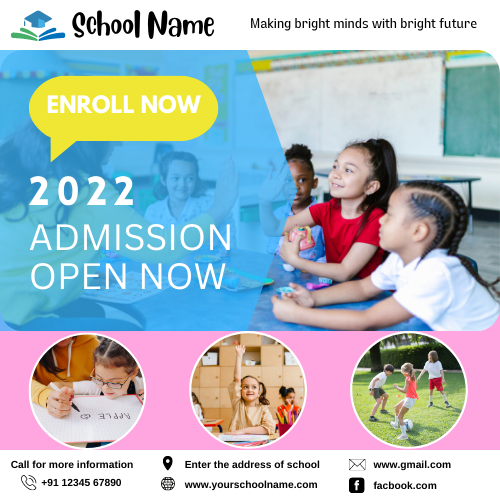 School Name
Making bright minds with bright future
ENROLL NOW
2022
ADMISSION
OPEN NOW
APPLE
Call for more information
+91 12345 67890
Enter the address of school
www.yourschoolname.com
www.gmail.com
facbook.com